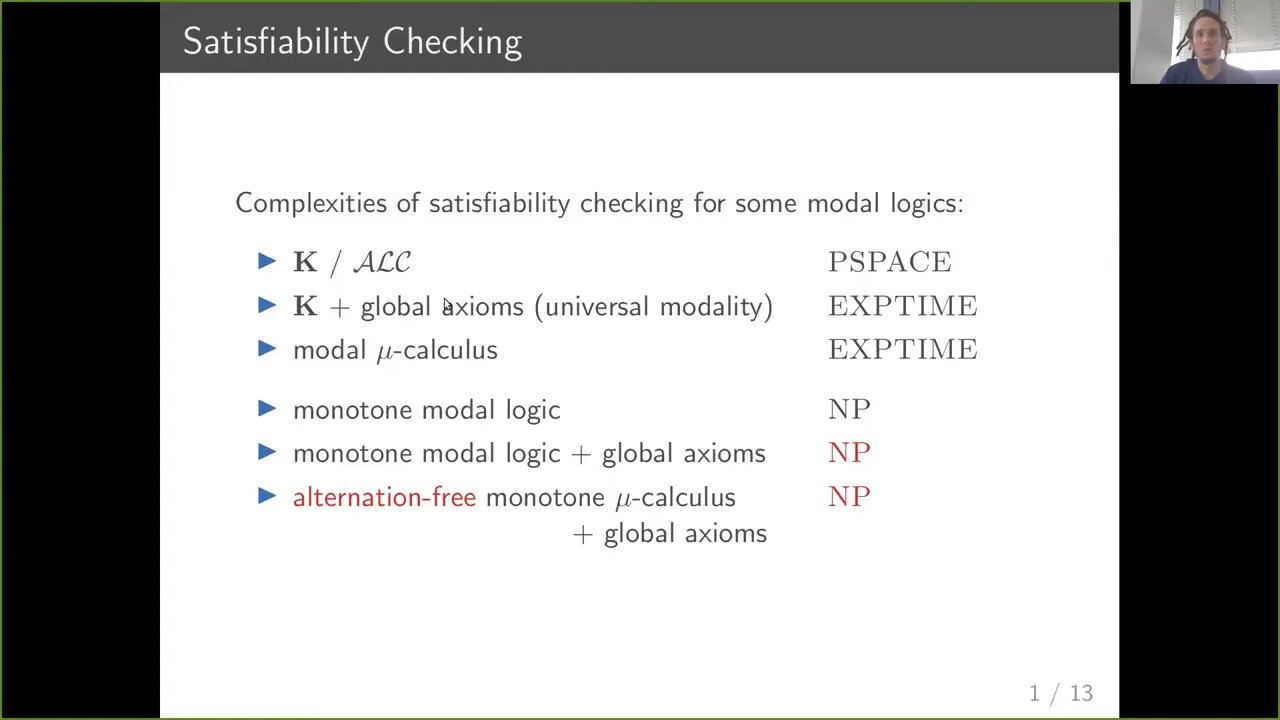 Satisfiability Checking
Complexities of satisfiability checking for some modal logics:
▶ K / 𝒜ℒ𝒞 PSPACE
▶ K + global axioms (universal modality) EXPTIME
▶ modal μ-calculus EXPTIME
▶ monotone modal logic NP
▶ monotone modal logic + global axioms NP
▶ alternation-free monotone μ-calculus NP
+ global axioms
1 / 13